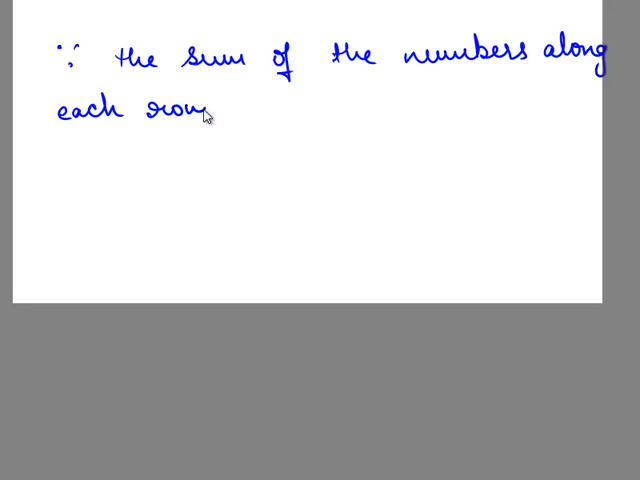 ∵ the sum of the numbers along
each row